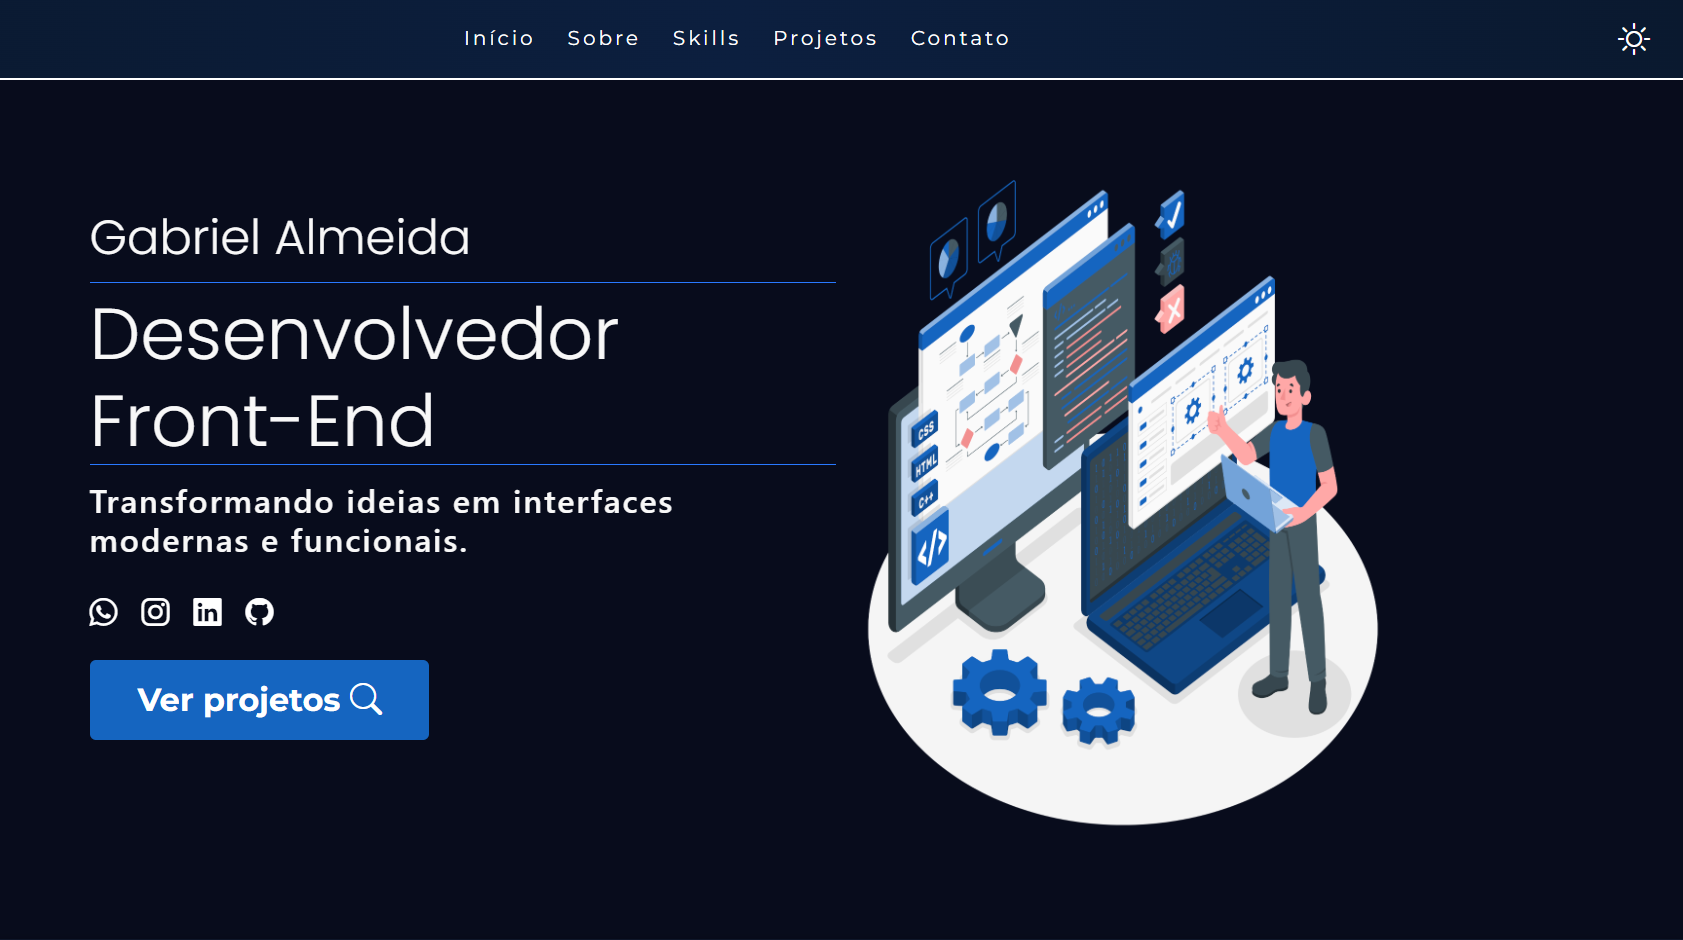 Início Sobre Skills Projetos Contato
Gabriel Almeida
Desenvolvedor
Front-End
Transformando ideias em interfaces
modernas e funcionais.
in
Ver projetos
CSS
HTML
C++
</>